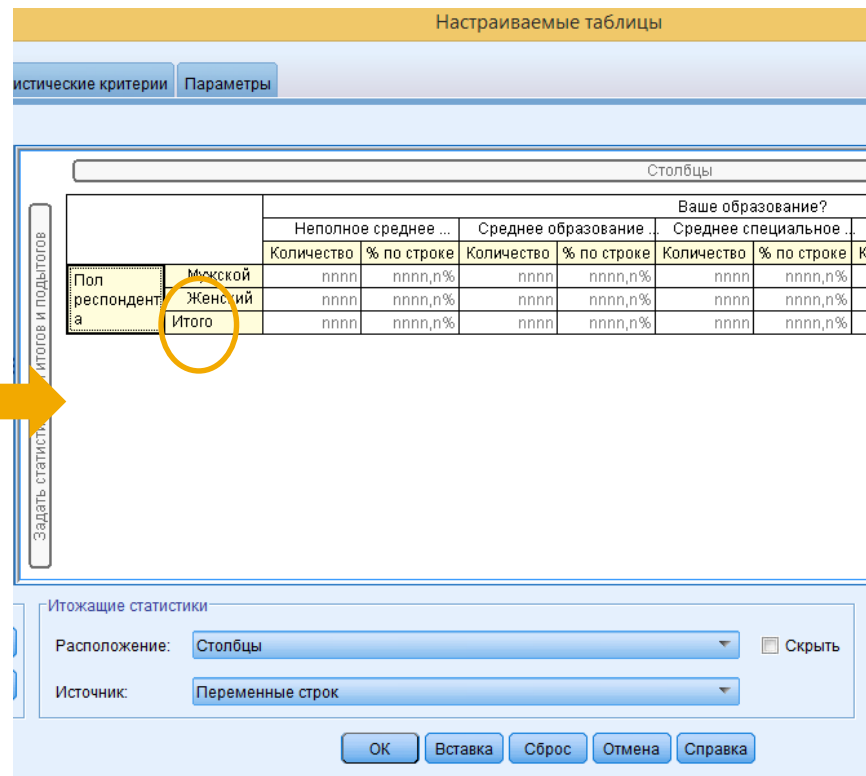 Настраиваемые таблицы
истические критерии Параметры
Столбцы
Ваше образование?
Неполное среднее ... Среднее образование .. Среднее специальное ..
Количество % по строке Количество % по строке Количество % по строке К
Пол респондента Мужской nnnn nnnn,n% nnnn nnnn,n% nnnn nnnn,n%
Женский nnnn nnnn,n% nnnn nnnn,n% nnnn nnnn,n%
Итого nnnn nnnn,n% nnnn nnnn,n% nnnn nnnn,n%
Задать статисти итогов и подытогов
Итожащие статистики
Расположение: Столбцы Скрыть
Источник: Переменные строк
ОК Вставка Сброс Отмена Справка